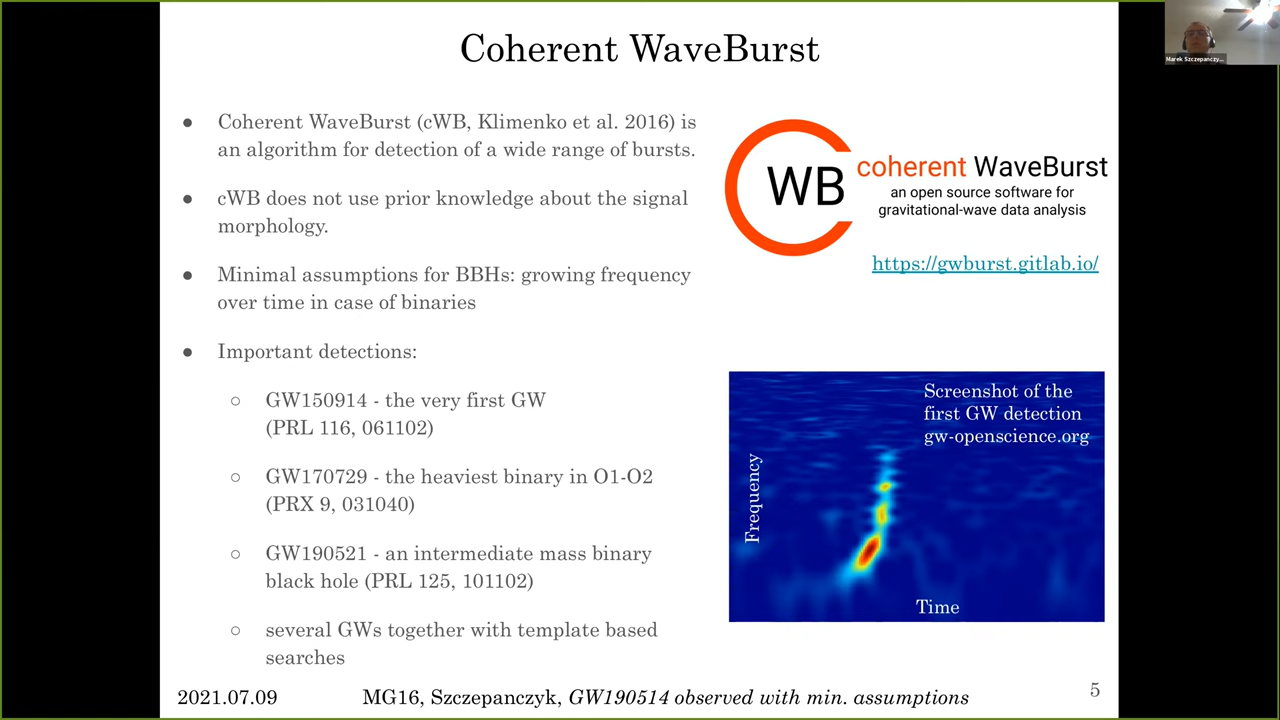 Coherent WaveBurst
● Coherent WaveBurst (cWB, Klimenko et al. 2016) is
an algorithm for detection of a wide range of bursts.
● cWB does not use prior knowledge about the signal
morphology.
● Minimal assumptions for BBHs: growing frequency
over time in case of binaries
● Important detections:
○ GW150914 - the very first GW
(PRL 116, 061102)
○ GW170729 - the heaviest binary in O1-O2
(PRX 9, 031040)
○ GW190521 - an intermediate mass binary
black hole (PRL 125, 101102)
○ several GWs together with template based
searches
WB
coherent WaveBurst
an open source software for
gravitational-wave data analysis
https://gwburst.gitlab.io/
Screenshot of the
first GW detection
gw-openscience.org
Frequency
Time
2021.07.09
MG16, Szczepanczyk, GW190514 observed with min. assumptions
5
Marek Szczepanczy...